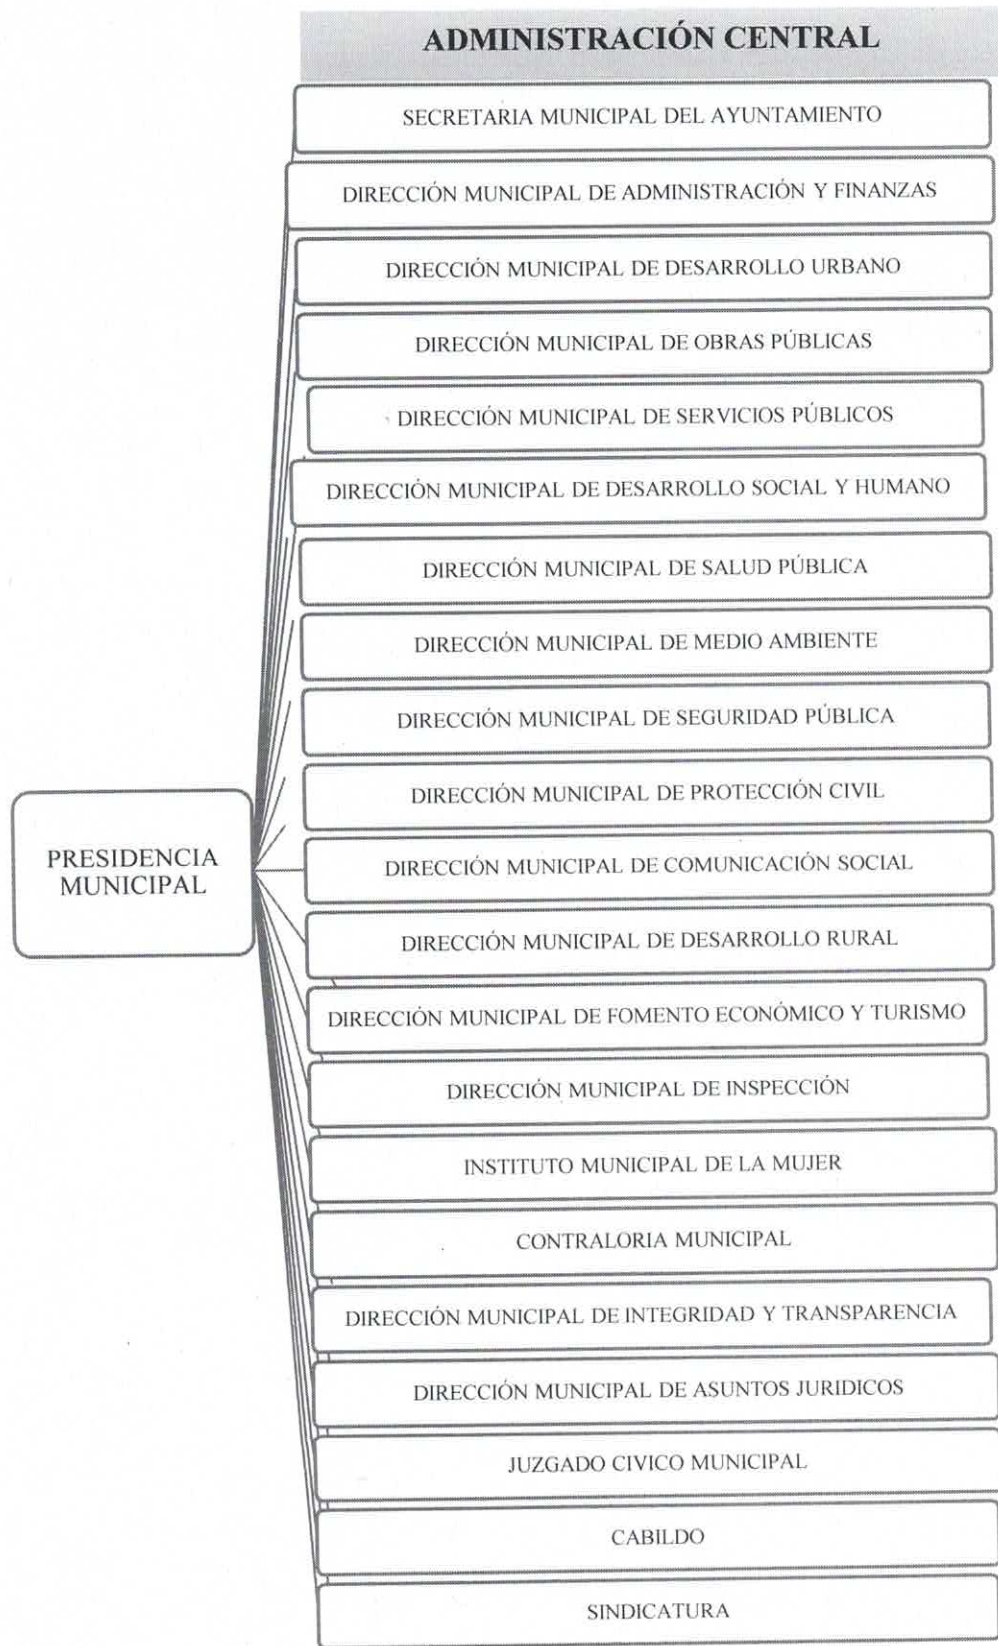 ADMINISTRACIÓN CENTRAL
SECRETARIA MUNICIPAL DEL AYUNTAMIENTO
DIRECCIÓN MUNICIPAL DE ADMINISTRACIÓN Y FINANZAS
DIRECCIÓN MUNICIPAL DE DESARROLLO URBANO
DIRECCIÓN MUNICIPAL DE OBRAS PÚBLICAS
DIRECCIÓN MUNICIPAL DE SERVICIOS PÚBLICOS
DIRECCIÓN MUNICIPAL DE DESARROLLO SOCIAL Y HUMANO
DIRECCIÓN MUNICIPAL DE SALUD PÚBLICA
DIRECCIÓN MUNICIPAL DE MEDIO AMBIENTE
DIRECCIÓN MUNICIPAL DE SEGURIDAD PÚBLICA
DIRECCIÓN MUNICIPAL DE PROTECCIÓN CIVIL
PRESIDENCIA
MUNICIPAL
DIRECCIÓN MUNICIPAL DE COMUNICACIÓN SOCIAL
DIRECCIÓN MUNICIPAL DE DESARROLLO RURAL
DIRECCIÓN MUNICIPAL DE FOMENTO ECONÓMICO Y TURISMO
DIRECCIÓN MUNICIPAL DE INSPECCIÓN
INSTITUTO MUNICIPAL DE LA MUJER
CONTRALORIA MUNICIPAL
DIRECCIÓN MUNICIPAL DE INTEGRIDAD Y TRANSPARENCIA
DIRECCIÓN MUNICIPAL DE ASUNTOS JURIDICOS
JUZGADO CIVICO MUNICIPAL
CABILDO
SINDICATURA